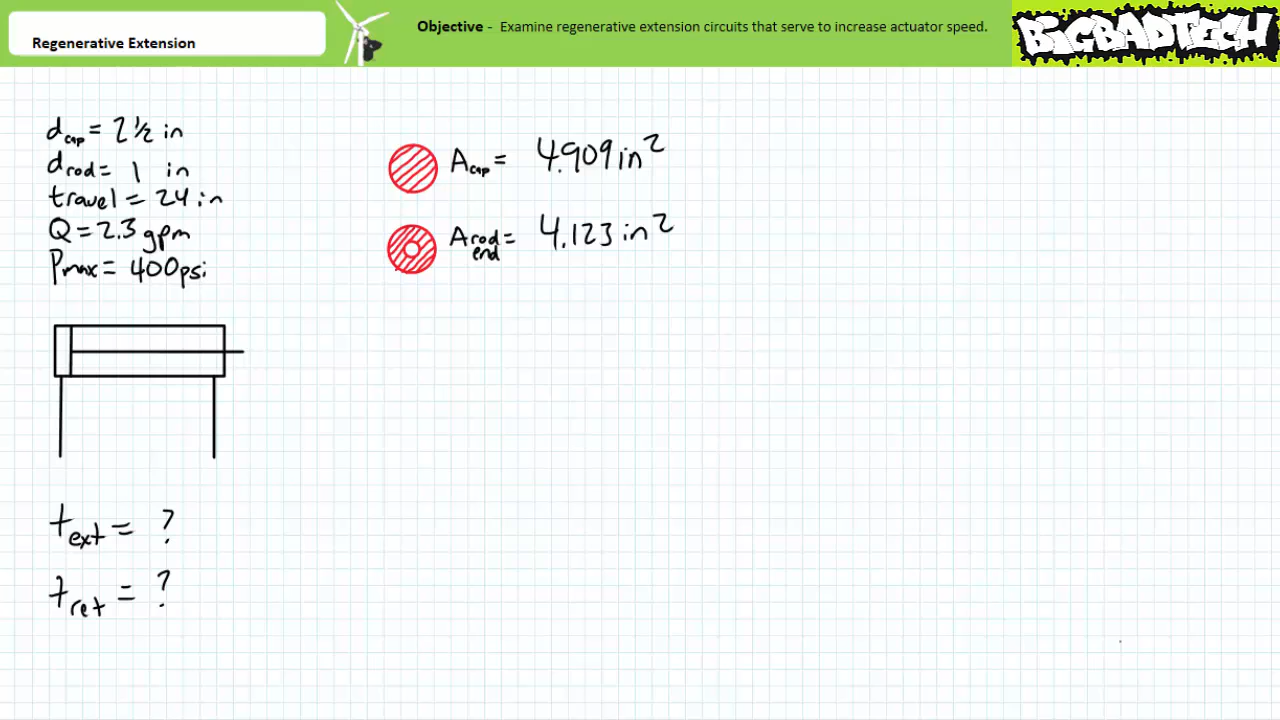 Regenerative Extension
Objective - Examine regenerative extension circuits that serve to increase actuator speed.
BIGBADTECH
dcap = 2 1/2 in
drod = 1 in
travel = 24 in
Q = 2.3 gpm
Pmax = 400psi
Acap = 4.909 in²
Arod end = 4.123 in²
text = ?
tret = ?